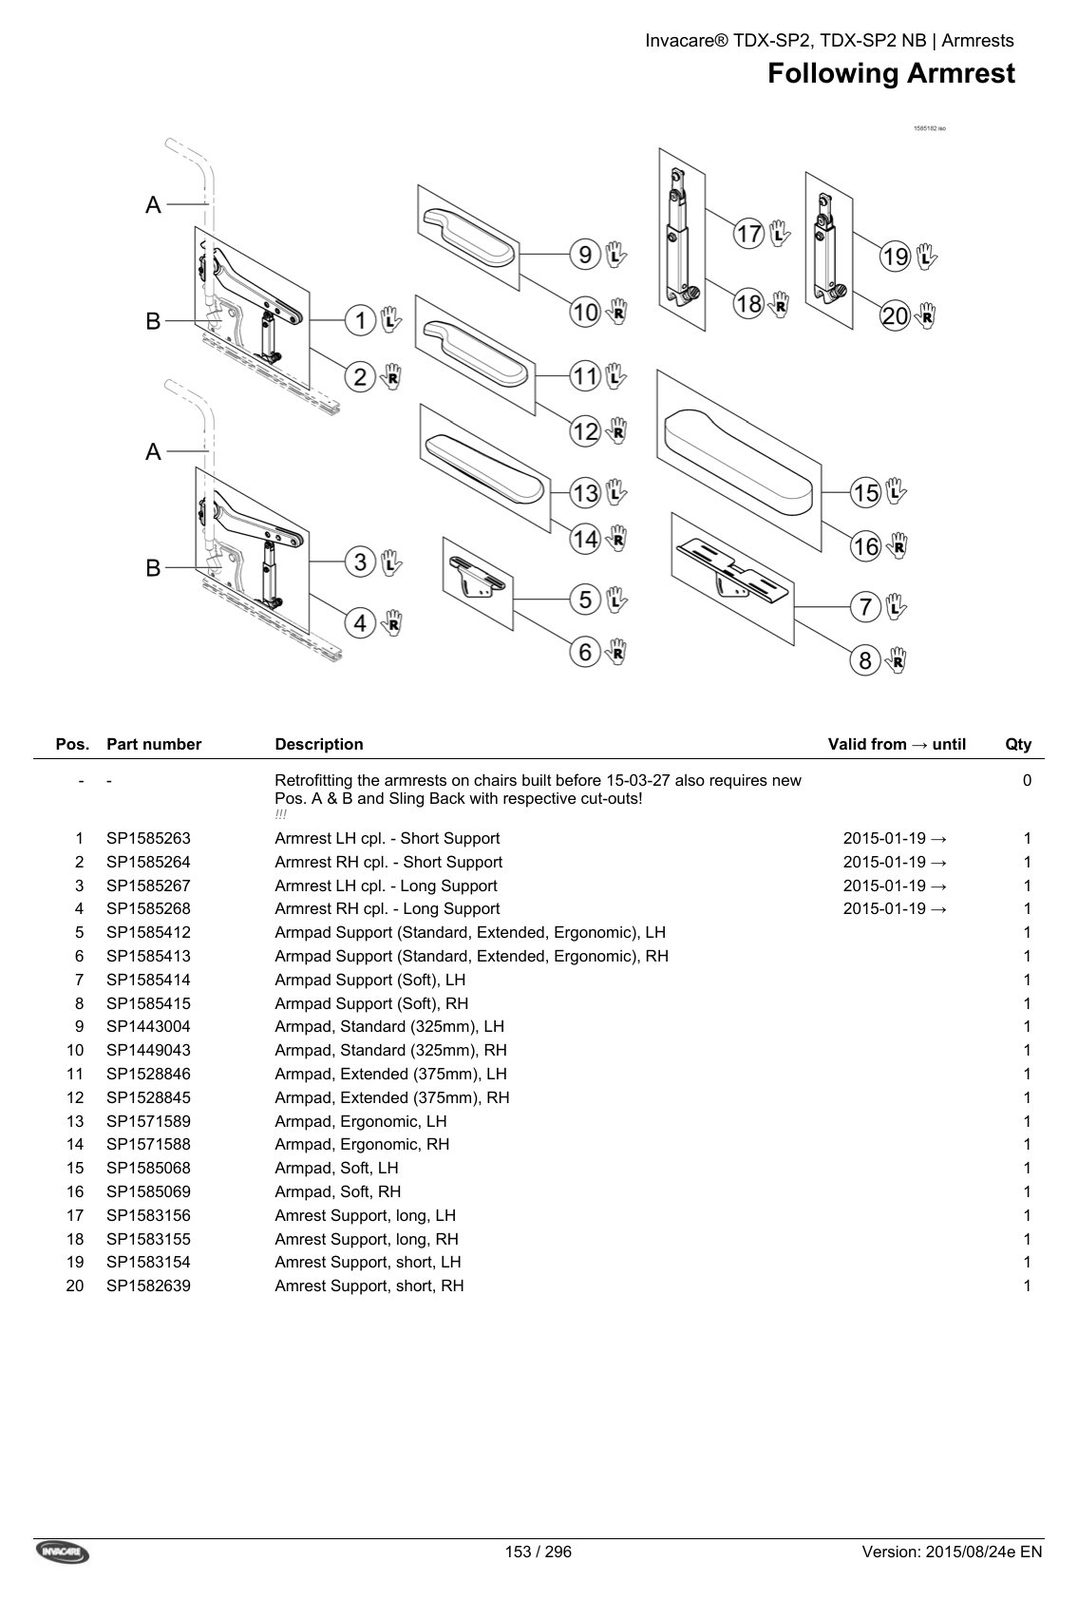 Invacare® TDX-SP2, TDX-SP2 NB | Armrests
Following Armrest
1585182 iso
A
B
1 L
2 R
A
B
3 L
4 R
9 L
10 R
11 L
12 R
13 L
14 R
5 L
6 R
17 L
18 R
19 L
20 R
15 L
16 R
7 L
8 R
Pos. Part number Description Valid from → until Qty
- - Retrofitting the armrests on chairs built before 15-03-27 also requires new 0
Pos. A & B and Sling Back with respective cut-outs!
!!!
1 SP1585263 Armrest LH cpl. - Short Support 2015-01-19 → 1
2 SP1585264 Armrest RH cpl. - Short Support 2015-01-19 → 1
3 SP1585267 Armrest LH cpl. - Long Support 2015-01-19 → 1
4 SP1585268 Armrest RH cpl. - Long Support 2015-01-19 → 1
5 SP1585412 Armpad Support (Standard, Extended, Ergonomic), LH 1
6 SP1585413 Armpad Support (Standard, Extended, Ergonomic), RH 1
7 SP1585414 Armpad Support (Soft), LH 1
8 SP1585415 Armpad Support (Soft), RH 1
9 SP1443004 Armpad, Standard (325mm), LH 1
10 SP1449043 Armpad, Standard (325mm), RH 1
11 SP1528846 Armpad, Extended (375mm), LH 1
12 SP1528845 Armpad, Extended (375mm), RH 1
13 SP1571589 Armpad, Ergonomic, LH 1
14 SP1571588 Armpad, Ergonomic, RH 1
15 SP1585068 Armpad, Soft, LH 1
16 SP1585069 Armpad, Soft, RH 1
17 SP1583156 Amrest Support, long, LH 1
18 SP1583155 Amrest Support, long, RH 1
19 SP1583154 Amrest Support, short, LH 1
20 SP1582639 Amrest Support, short, RH 1
INVACARE 153 / 296 Version: 2015/08/24e EN